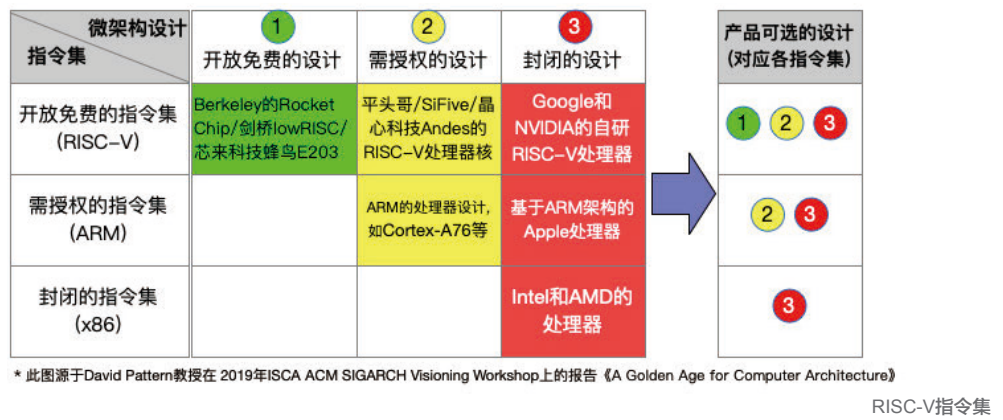 微架构设计
指令集
1
开放免费的设计
2
需授权的设计
3
封闭的设计
产品可选的设计
(对应各指令集)
开放免费的指令集
(RISC-V)
Berkeley的Rocket
Chip/剑桥lowRISC/
芯来科技蜂鸟E203
平头哥/SiFive/晶
心科技Andes的
RISC-V处理器核
Google和
NVIDIA的自研
RISC-V处理器
1 2 3
需授权的指令集
(ARM)
ARM的处理器设计,
如Cortex-A76等
基于ARM架构的
Apple处理器
2 3
封闭的指令集
(x86)
Intel和AMD的
处理器
3
* 此图源于David Pattern教授在 2019年ISCA ACM SIGARCH Visioning Workshop上的报告《A Golden Age for Computer Architecture》
RISC-V指令集